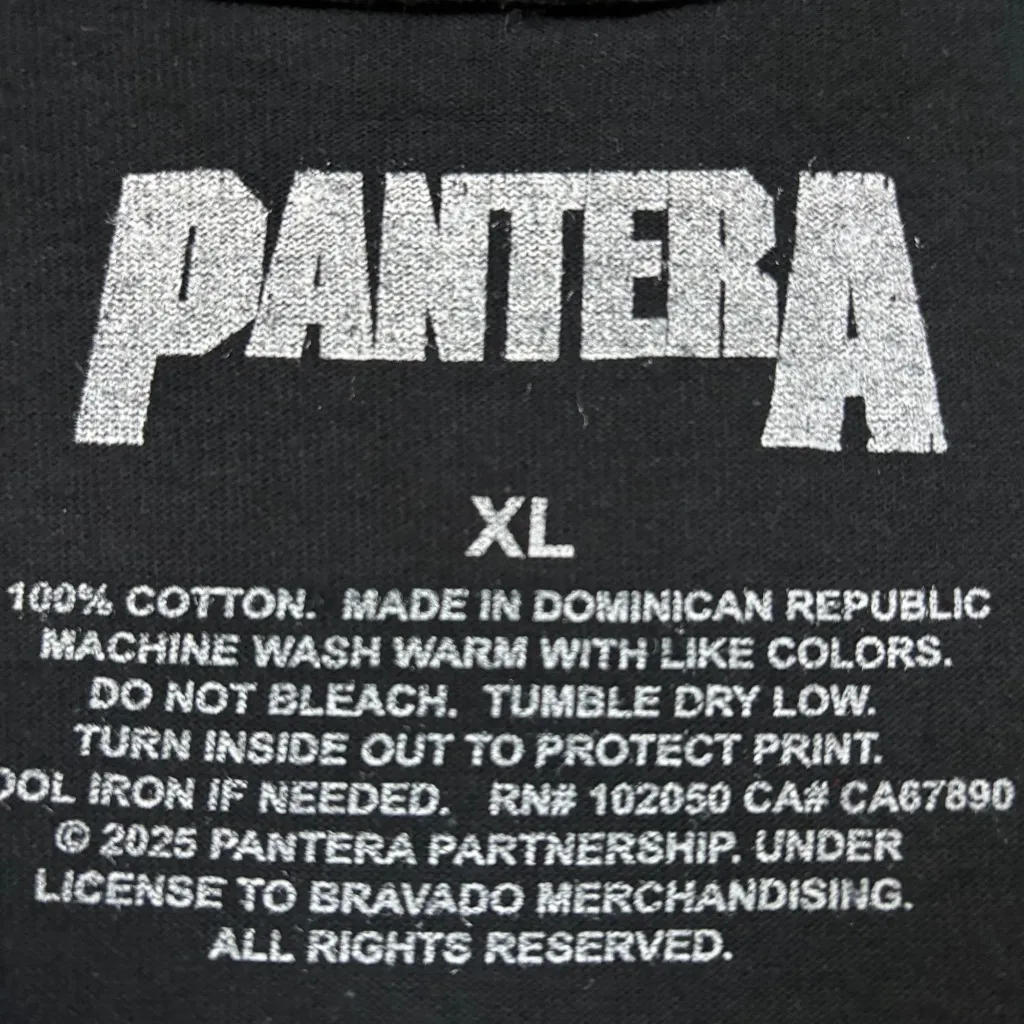 PANTERA
XL
100% COTTON. MADE IN DOMINICAN REPUBLIC
MACHINE WASH WARM WITH LIKE COLORS.
DO NOT BLEACH. TUMBLE DRY LOW.
TURN INSIDE OUT TO PROTECT PRINT.
OOL IRON IF NEEDED. RN# 102050 CA# CA67890
© 2025 PANTERA PARTNERSHIP. UNDER
LICENSE TO BRAVADO MERCHANDISING.
ALL RIGHTS RESERVED.